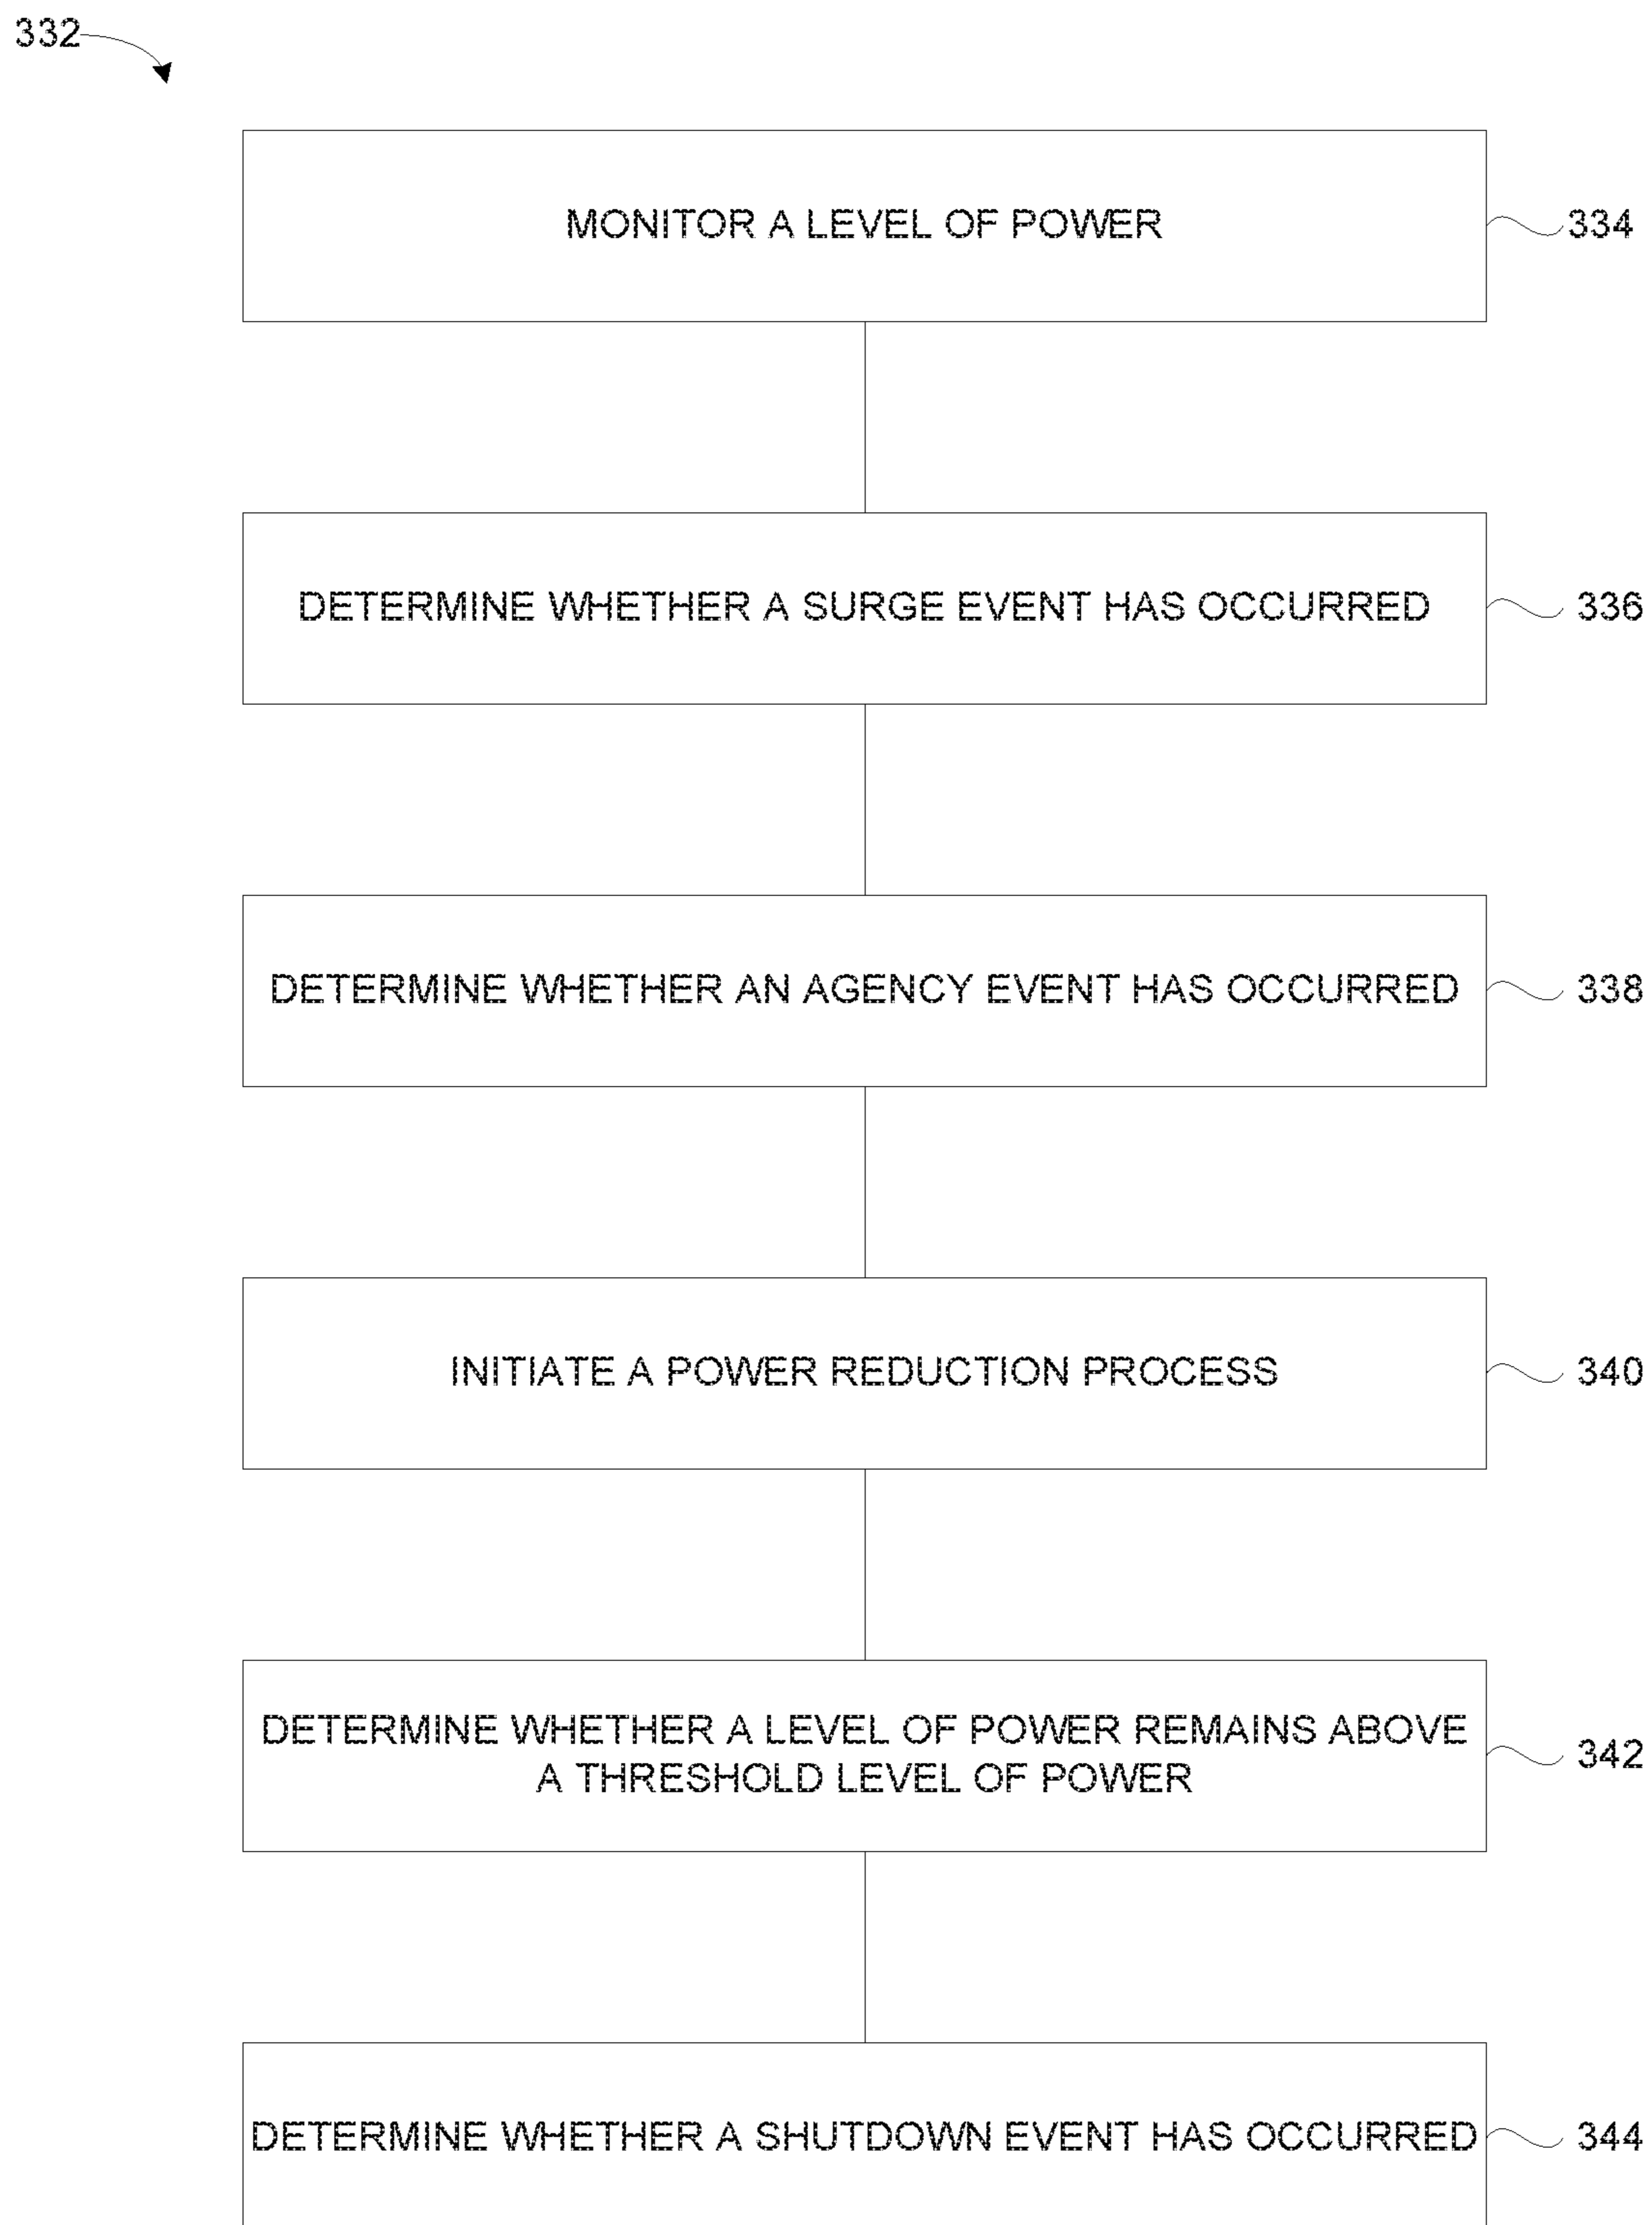 332
MONITOR A LEVEL OF POWER
334
DETERMINE WHETHER A SURGE EVENT HAS OCCURRED
336
DETERMINE WHETHER AN AGENCY EVENT HAS OCCURRED
338
INITIATE A POWER REDUCTION PROCESS
340
DETERMINE WHETHER A LEVEL OF POWER REMAINS ABOVE
A THRESHOLD LEVEL OF POWER
342
DETERMINE WHETHER A SHUTDOWN EVENT HAS OCCURRED
344